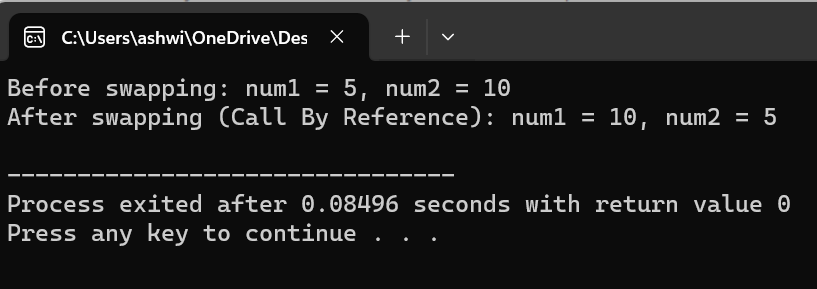 C:\Users\ashwi\OneDrive\Des
Before swapping: num1 = 5, num2 = 10
After swapping (Call By Reference): num1 = 10, num2 = 5
--------------------------------
Process exited after 0.08496 seconds with return value 0
Press any key to continue . . .